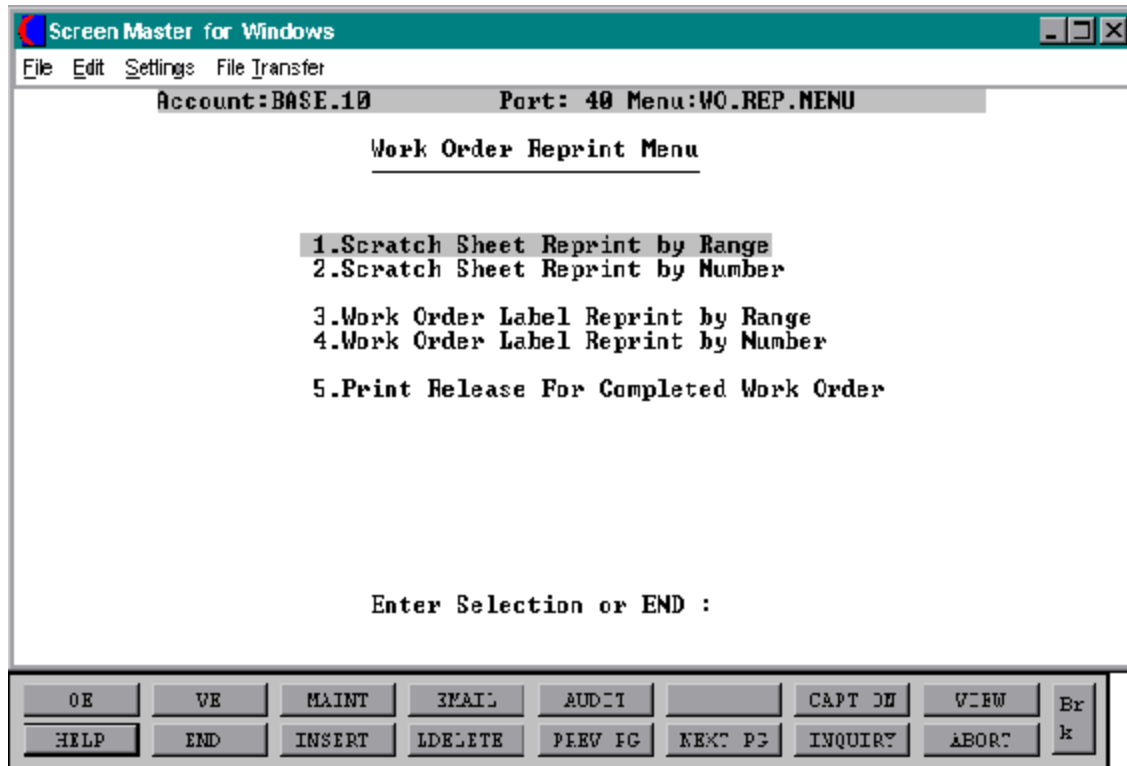 Screen Master for Windows
File Edit Settings File Transfer
Account:BASE.10 Port: 40 Menu:WO.REP.MENU
Work Order Reprint Menu
1.Scratch Sheet Reprint by Range
2.Scratch Sheet Reprint by Number
3.Work Order Label Reprint by Range
4.Work Order Label Reprint by Number
5.Print Release For Completed Work Order
Enter Selection or END :
OE VE MAINT EMAIL AUDIT CAPT ON VIEW Brk
HELP END INSERT LDELETE PREV PG NEXT PG INQUIRY ABORT